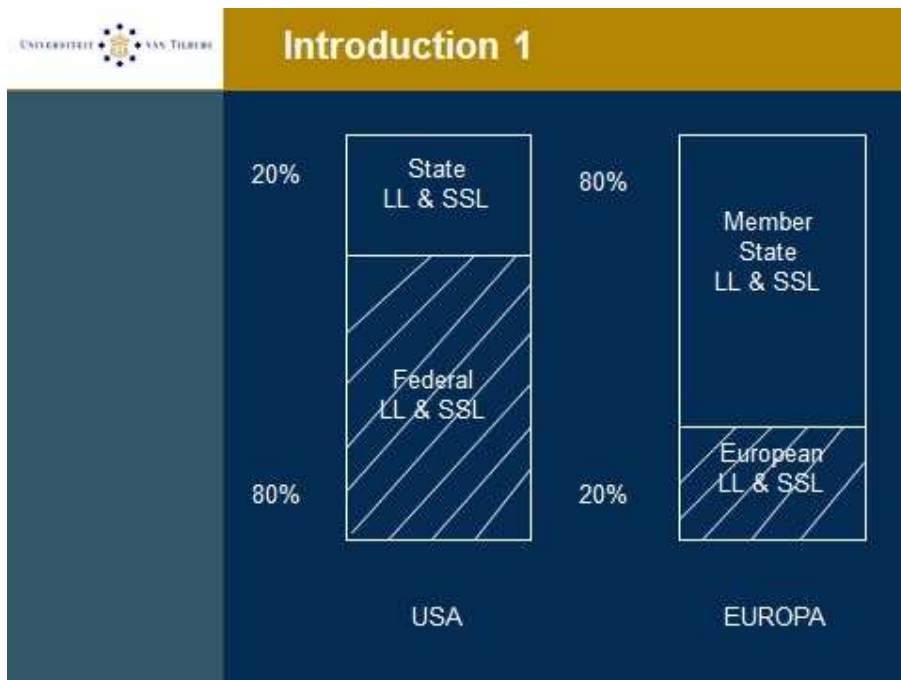 UNIVERSITEIT VAN TILBURG
Introduction 1
20%
State
LL & SSL
80%
Member
State
LL & SSL
Federal
LL & SSL
European
LL & SSL
80%
20%
USA
EUROPA